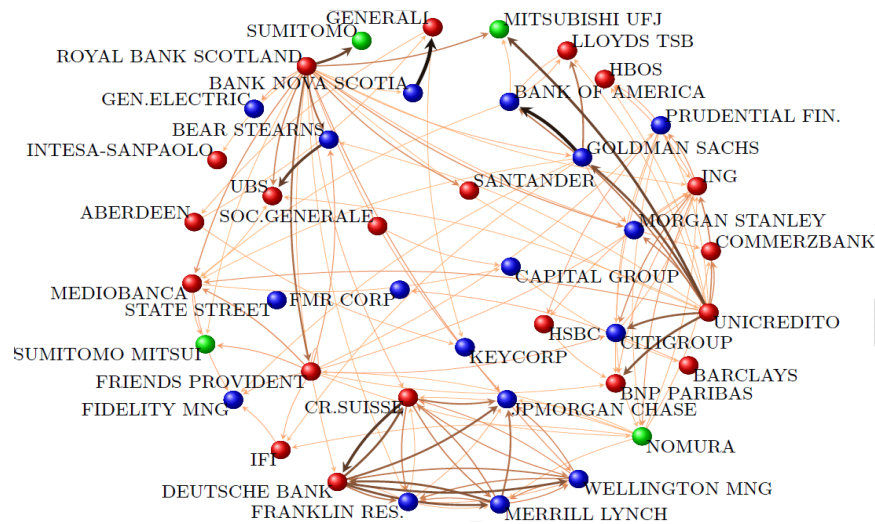 GENERALI
SUMITOMO
MITSUBISHI UFJ
ROYAL BANK SCOTLAND
LLOYDS TSB
HBOS
BANK NOVA SCOTIA
BANK OF AMERICA
GEN.ELECTRIC
PRUDENTIAL FIN.
BEAR STEARNS
GOLDMAN SACHS
INTESA-SANPAOLO
ING
UBS
SANTANDER
ABERDEEN
SOC.GENERALE
MORGAN STANLEY
COMMERZBANK
CAPITAL GROUP
MEDIOBANCA
FMR CORP
STATE STREET
UNICREDITO
HSBC
CITIGROUP
SUMITOMO MITSUI
KEYCORP
BARCLAYS
FRIENDS PROVIDENT
BNP PARIBAS
FIDELITY MNG
CR.SUISSE
JPMORGAN CHASE
NOMURA
IFI
DEUTSCHE BANK
WELLINGTON MNG
FRANKLIN RES.
MERRILL LYNCH